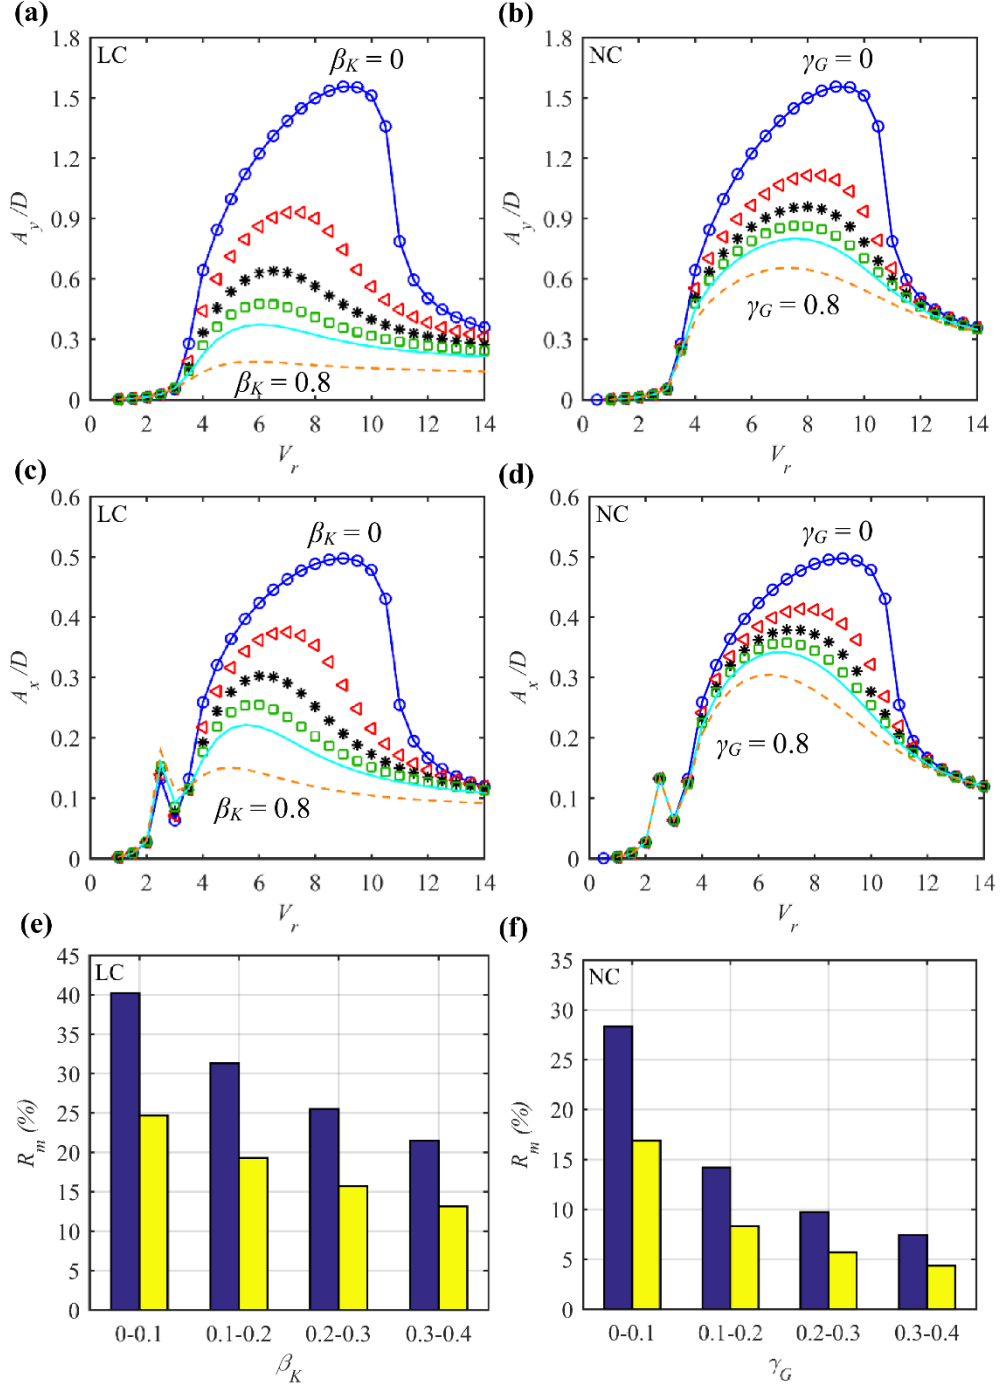 (a)
LC
β_K = 0
β_K = 0.8
A_y/D
1.8
1.5
1.2
0.9
0.6
0.3
0
0 2 4 6 8 10 12 14
V_r
(b)
NC
γ_G = 0
γ_G = 0.8
A_y/D
1.8
1.5
1.2
0.9
0.6
0.3
0
0 2 4 6 8 10 12 14
V_r
(c)
LC
β_K = 0
β_K = 0.8
A_x/D
0.6
0.5
0.4
0.3
0.2
0.1
0
0 2 4 6 8 10 12 14
V_r
(d)
NC
γ_G = 0
γ_G = 0.8
A_x/D
0.6
0.5
0.4
0.3
0.2
0.1
0
0 2 4 6 8 10 12 14
V_r
(e)
LC
R_m (%)
45
40
35
30
25
20
15
10
5
0
0-0.1 0.1-0.2 0.2-0.3 0.3-0.4
β_K
(f)
NC
R_m (%)
35
30
25
20
15
10
5
0
0-0.1 0.1-0.2 0.2-0.3 0.3-0.4
γ_G